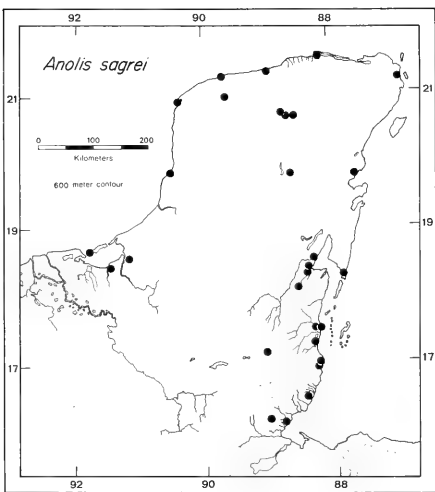 92 90 88
Anolis sagrei
21 21
0 100 200
Kilometers
600 meter contour
19 19
17 17
92 90 88